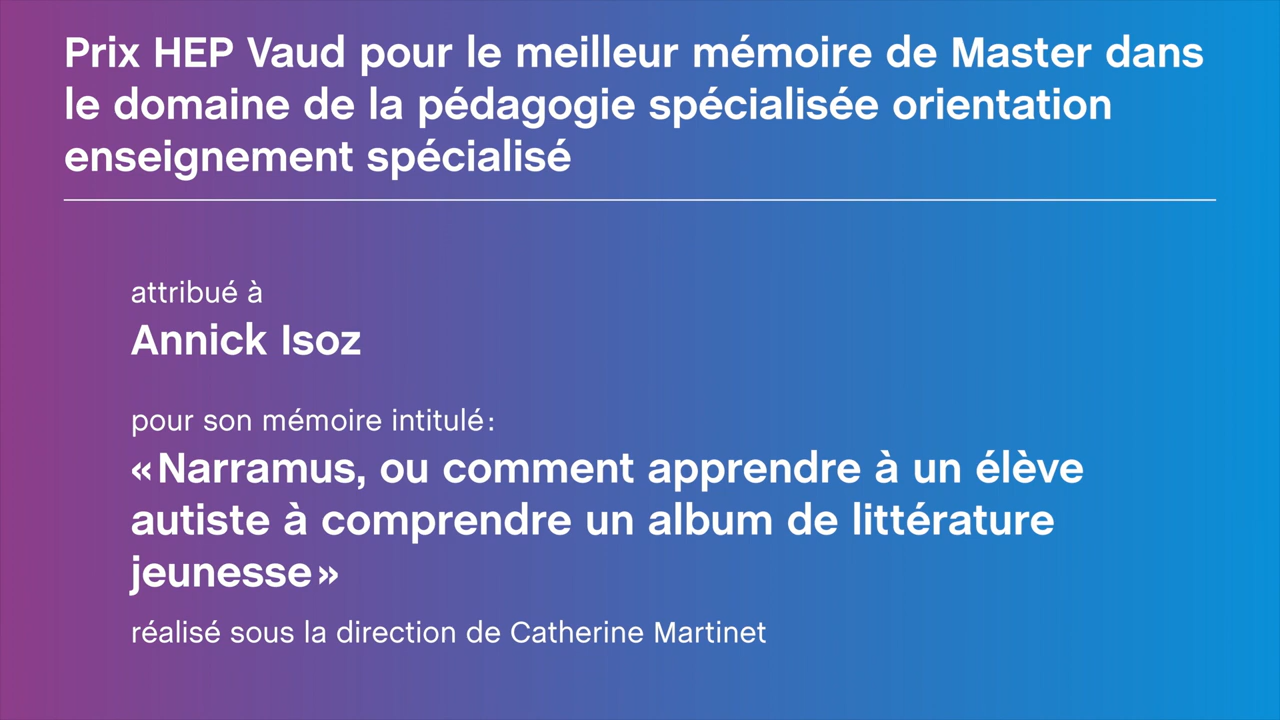 Prix HEP Vaud pour le meilleur mémoire de Master dans
le domaine de la pédagogie spécialisée orientation
enseignement spécialisé
attribué à
Annick Isoz
pour son mémoire intitulé :
« Narramus, ou comment apprendre à un élève
autiste à comprendre un album de littérature
jeunesse »
réalisé sous la direction de Catherine Martinet